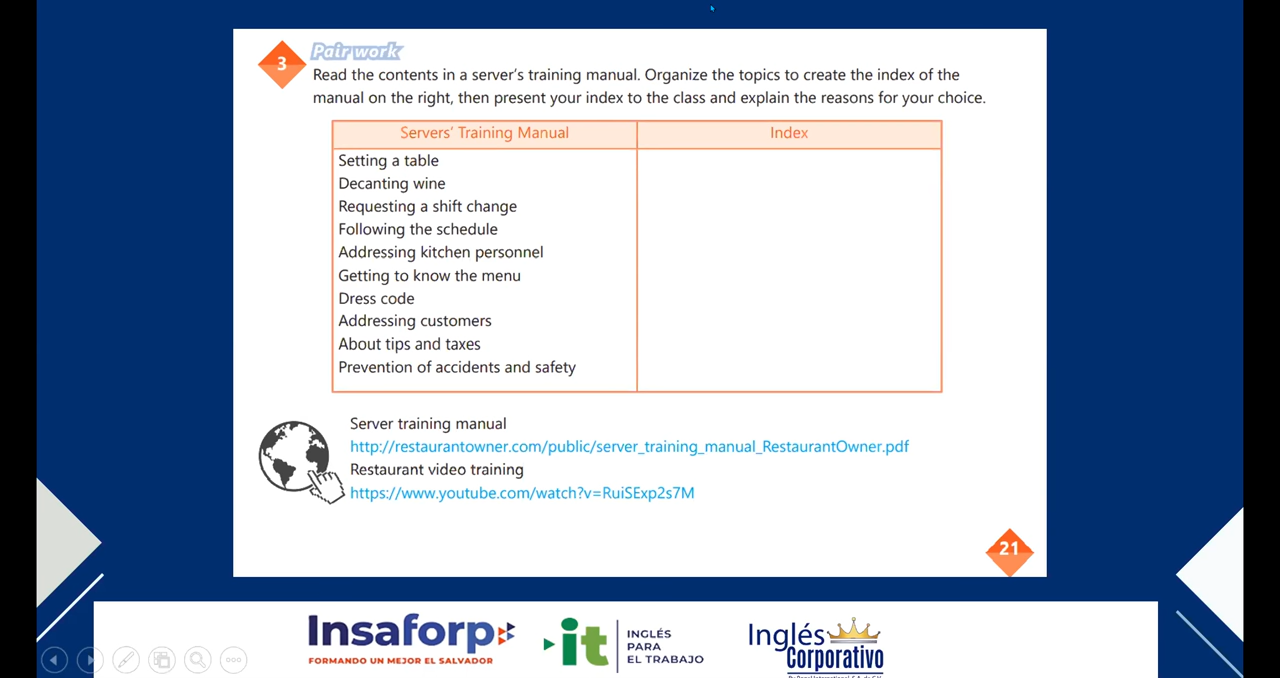 3
Pair work
Read the contents in a server's training manual. Organize the topics to create the index of the
manual on the right, then present your index to the class and explain the reasons for your choice.
Servers' Training Manual
Index
Setting a table
Decanting wine
Requesting a shift change
Following the schedule
Addressing kitchen personnel
Getting to know the menu
Dress code
Addressing customers
About tips and taxes
Prevention of accidents and safety
Server training manual
http://restaurantowner.com/public/server_training_manual_RestaurantOwner.pdf
Restaurant video training
https://www.youtube.com/watch?v=RuiSExp2s7M
21
Insaforp
FORMANDO UN MEJOR EL SALVADOR
it
INGLÉS
PARA
EL TRABAJO
Inglés
Corporativo